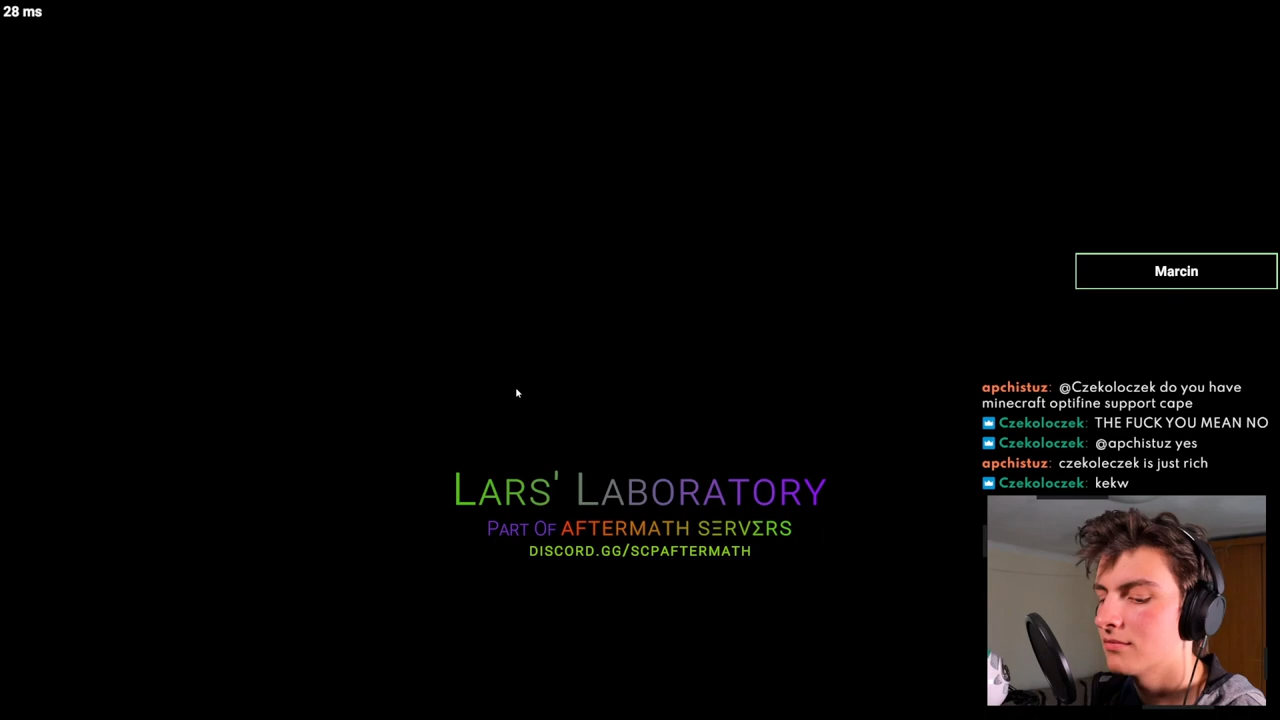 28 ms
Marcin
apchistuz: @Czekoloczek do you have
minecraft optifine support cape
Czekoloczek: THE FUCK YOU MEAN NO
Czekoloczek: @apchistuz yes
apchistuz: czekoleczek is just rich
Czekoloczek: kekw
LARS' LABORATORY
PART OF AFTERMATH SΞRVΣRS
DISCORD.GG/SCPAFTERMATH